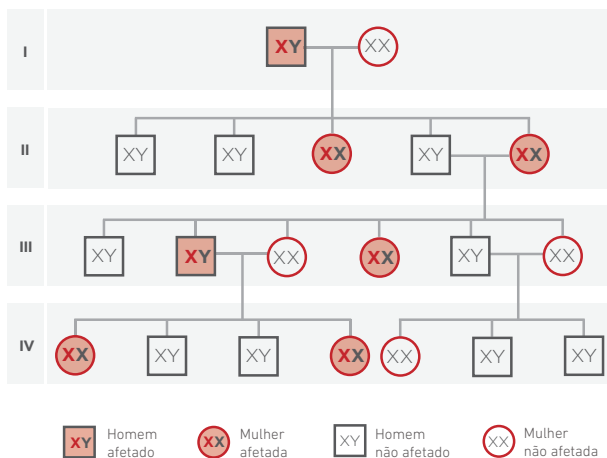 I
XY XX
II
XY XY XX XY XX
III
XY XY XX XX XY XX
IV
XX XY XY XX XX XY XY
XY Homem afetado
XX Mulher afetada
XY Homem não afetado
XX Mulher não afetada